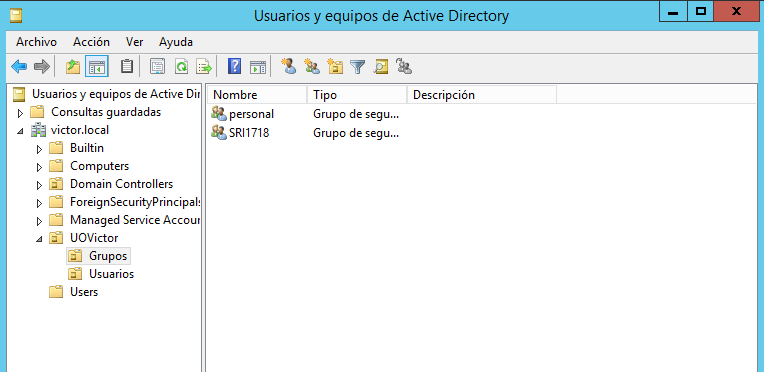 Usuarios y equipos de Active Directory
Archivo Acción Ver Ayuda
Usuarios y equipos de Active Dir
Consultas guardadas
victor.local
Builtin
Computers
Domain Controllers
ForeignSecurityPrincipals
Managed Service Accour
UOVictor
Grupos
Usuarios
Users
Nombre Tipo Descripción
personal Grupo de segu...
SRI1718 Grupo de segu...